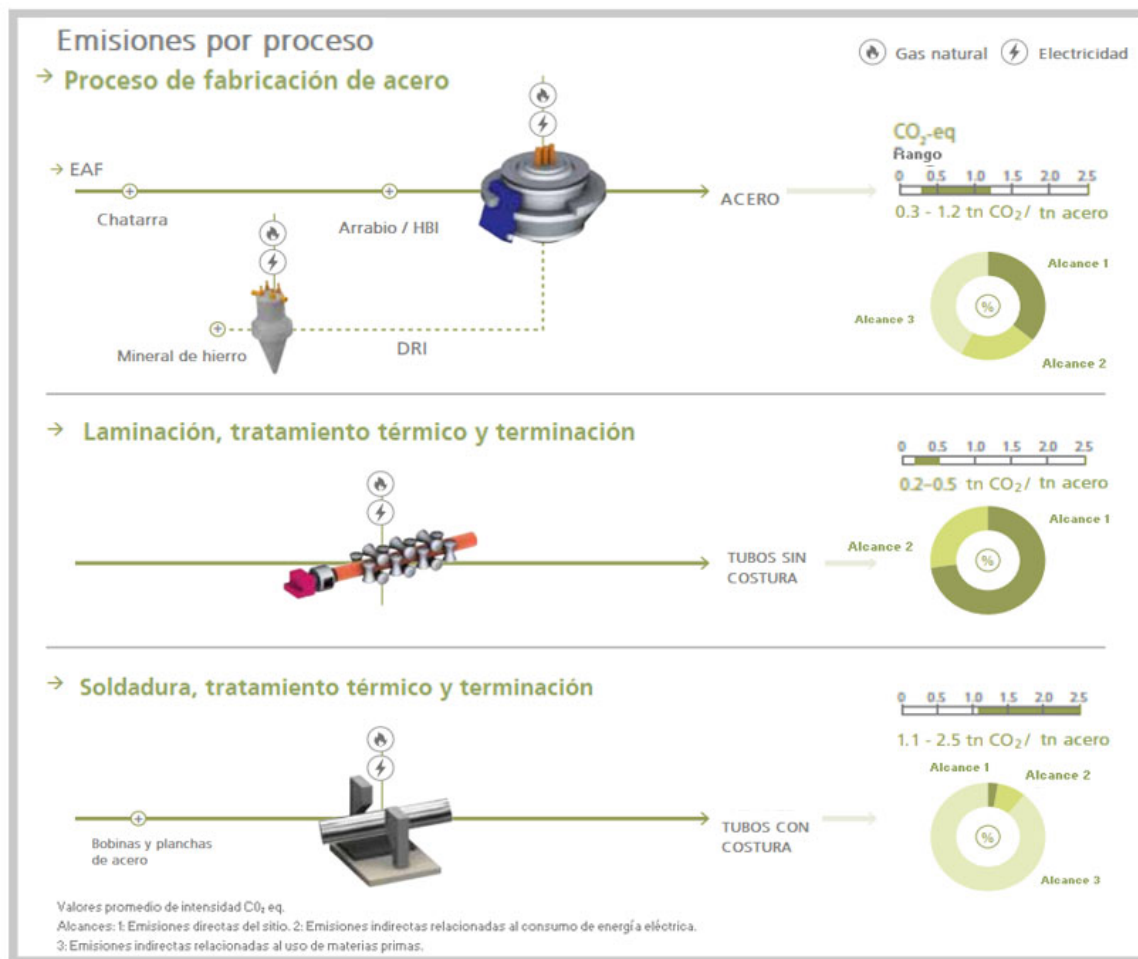 Emisiones por proceso
Gas natural
Electricidad
→ Proceso de fabricación de acero
→ EAF
Chatarra
Arrabio / HBI
ACERO
CO₂-eq
Rango
0 0.5 1.0 1.5 2.0 2.5
0.3 - 1.2 tn CO₂/ tn acero
Mineral de hierro
DRI
Alcance 1
Alcance 3
%
Alcance 2
→ Laminación, tratamiento térmico y terminación
0 0.5 1.0 1.5 2.0 2.5
0.2–0.5 tn CO₂/ tn acero
Alcance 1
Alcance 2
%
TUBOS SIN
COSTURA
→ Soldadura, tratamiento térmico y terminación
0 0.5 1.0 1.5 2.0 2.5
1.1 - 2.5 tn CO₂/ tn acero
Alcance 1
Alcance 2
%
Alcance 3
Bobinas y planchas
de acero
TUBOS CON
COSTURA
Valores promedio de intensidad C0₂ eq.
Alcances: 1: Emisiones directas del sitio. 2: Emisiones indirectas relacionadas al consumo de energía eléctrica.
3: Emisiones indirectas relacionadas al uso de materias primas.